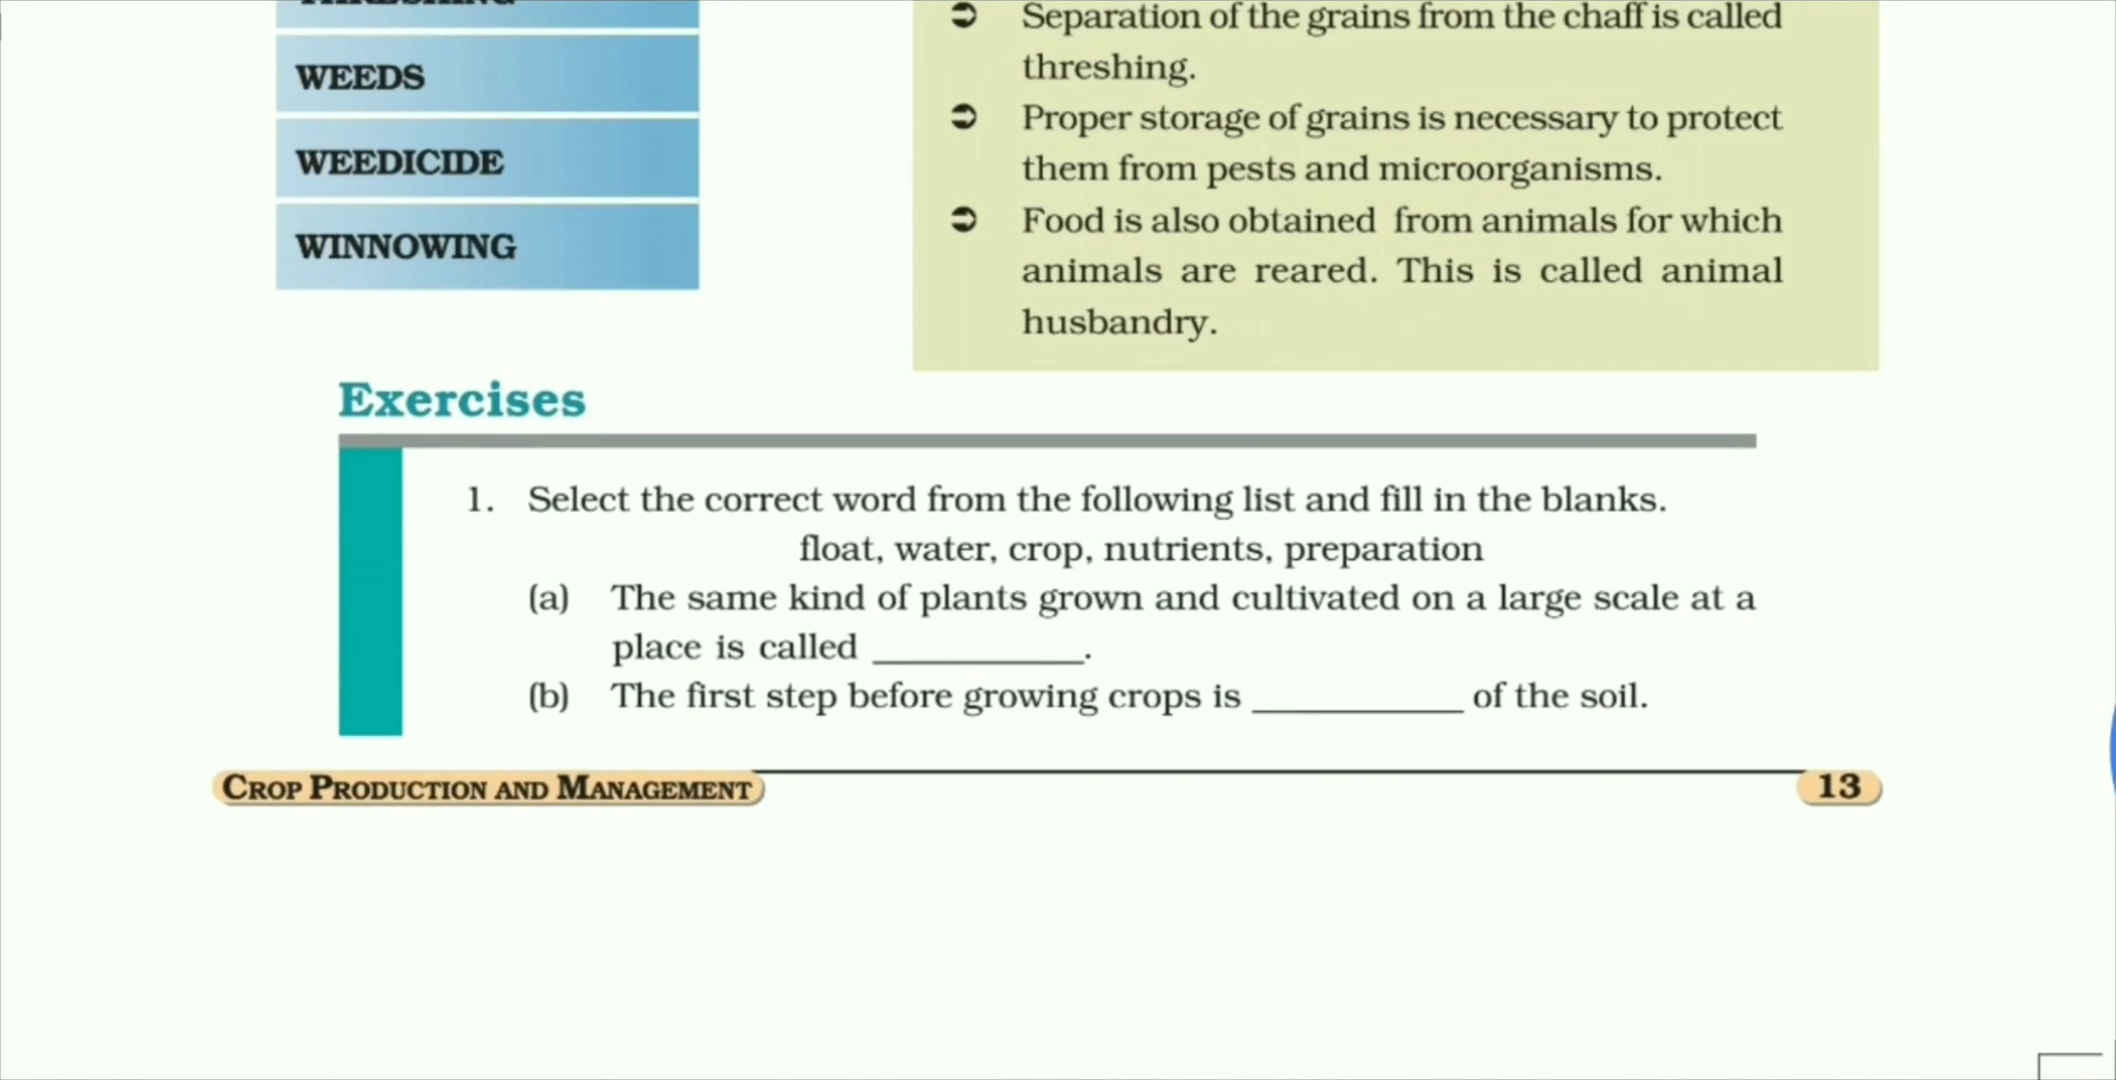 WEEDS
WEEDICIDE
WINNOWING
➲ Separation of the grains from the chaff is called
threshing.
➲ Proper storage of grains is necessary to protect
them from pests and microorganisms.
➲ Food is also obtained from animals for which
animals are reared. This is called animal
husbandry.
Exercises
1. Select the correct word from the following list and fill in the blanks.
float, water, crop, nutrients, preparation
(a) The same kind of plants grown and cultivated on a large scale at a
place is called ____________.
(b) The first step before growing crops is ____________ of the soil.
CROP PRODUCTION AND MANAGEMENT
13